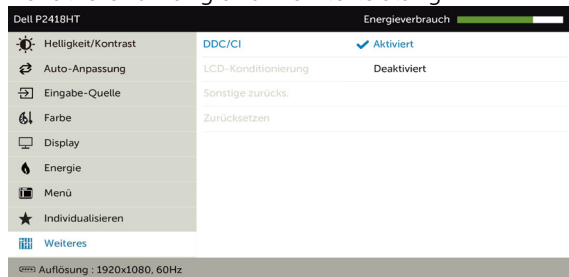 Dell P2418HT Energieverbrauch
Helligkeit/Kontrast DDC/CI Aktiviert
Auto-Anpassung LCD-Konditionierung Deaktiviert
Eingabe-Quelle Sonstige zurücks.
Farbe Zurücksetzen
Display
Energie
Menü
Individualisieren
Weiteres
Auflösung : 1920x1080, 60Hz